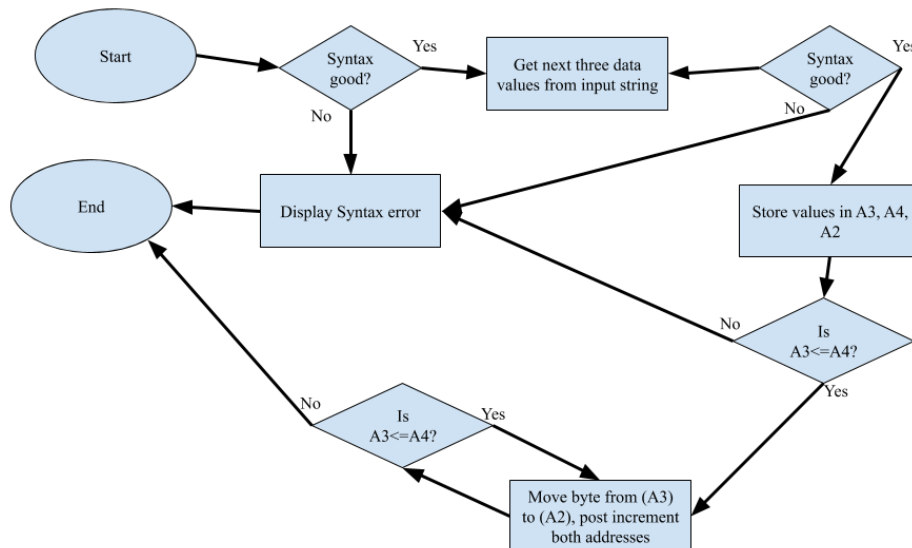 Start
Syntax
good?
Yes
No
Get next three data
values from input string
Syntax
good?
Yes
No
End
Display Syntax error
Store values in A3, A4,
A2
Is
A3<=A4?
No
Yes
Is
A3<=A4?
No
Yes
Move byte from (A3)
to (A2), post increment
both addresses